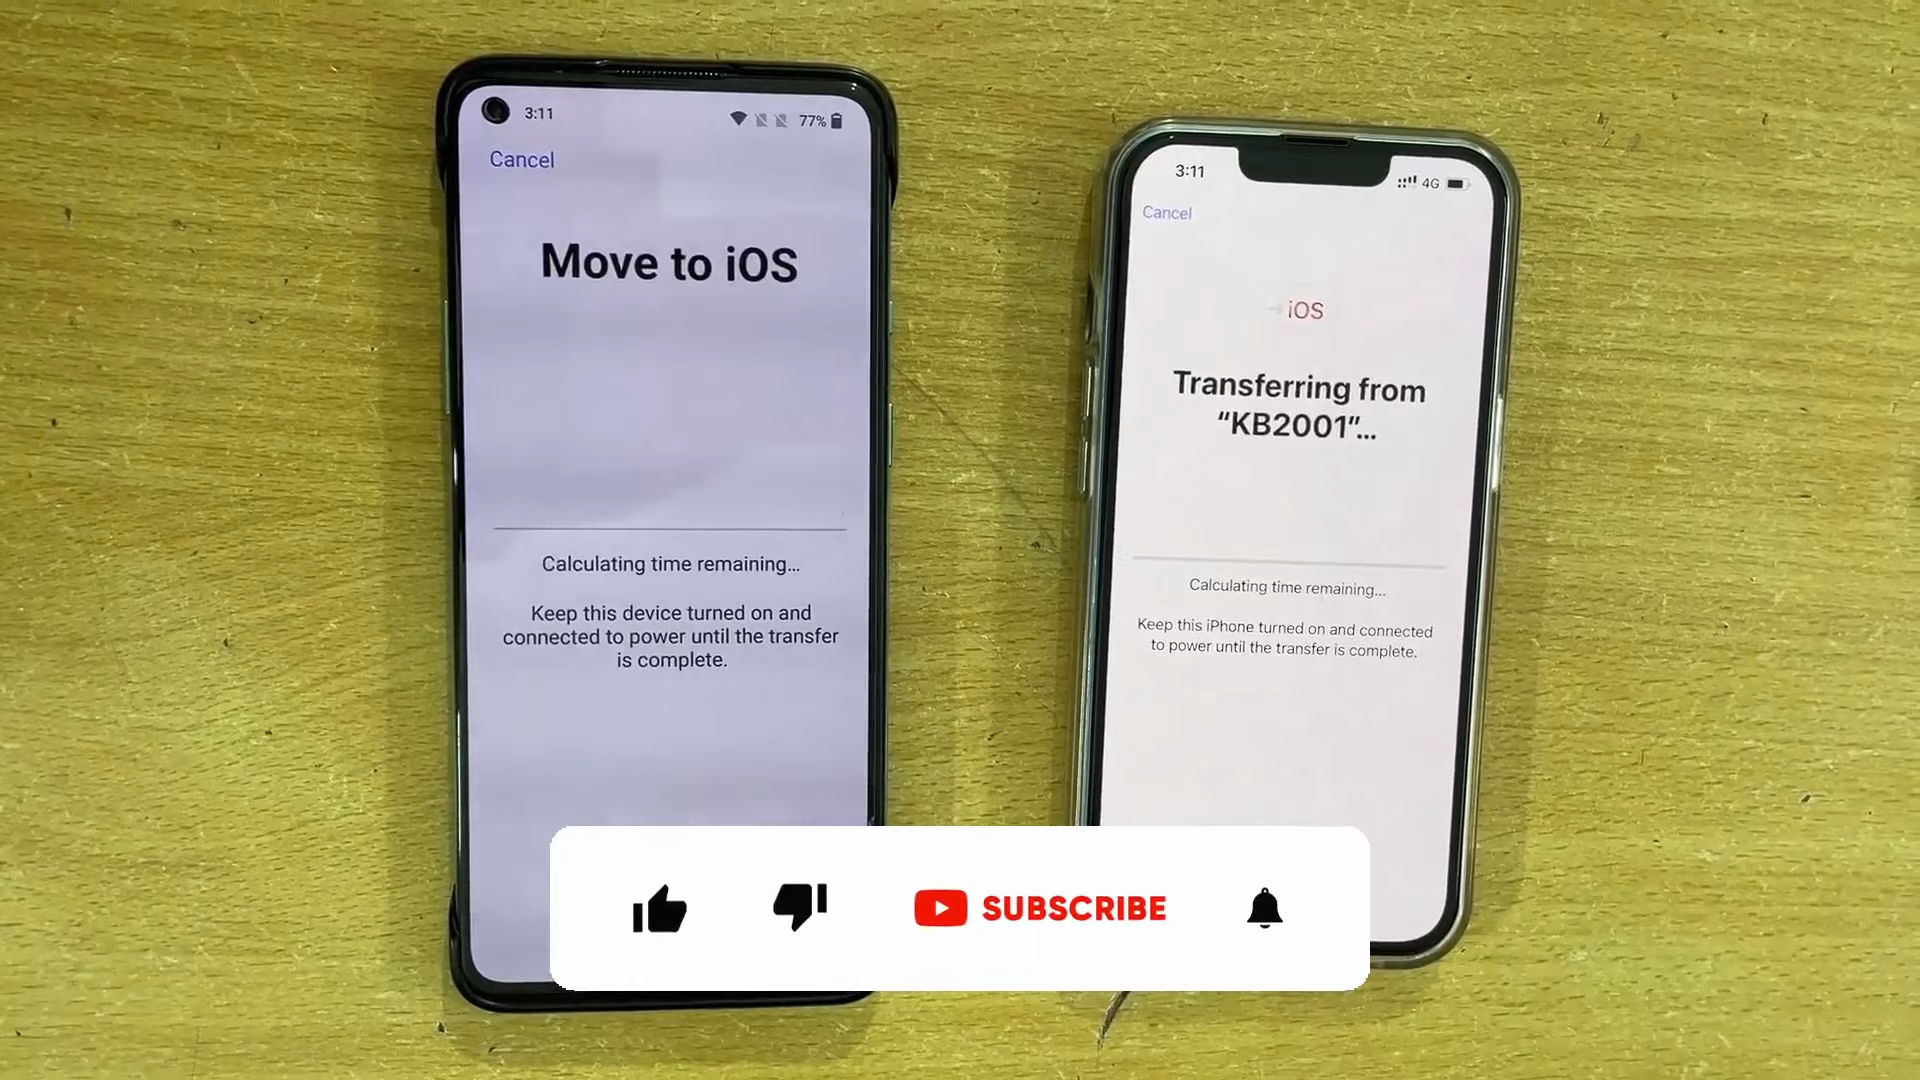 3:11
77%
Cancel
Move to iOS
Calculating time remaining...
Keep this device turned on and
connected to power until the transfer
is complete.
3:11
4G
Cancel
iOS
Transferring from
“KB2001”...
Calculating time remaining...
Keep this iPhone turned on and connected
to power until the transfer is complete.
SUBSCRIBE